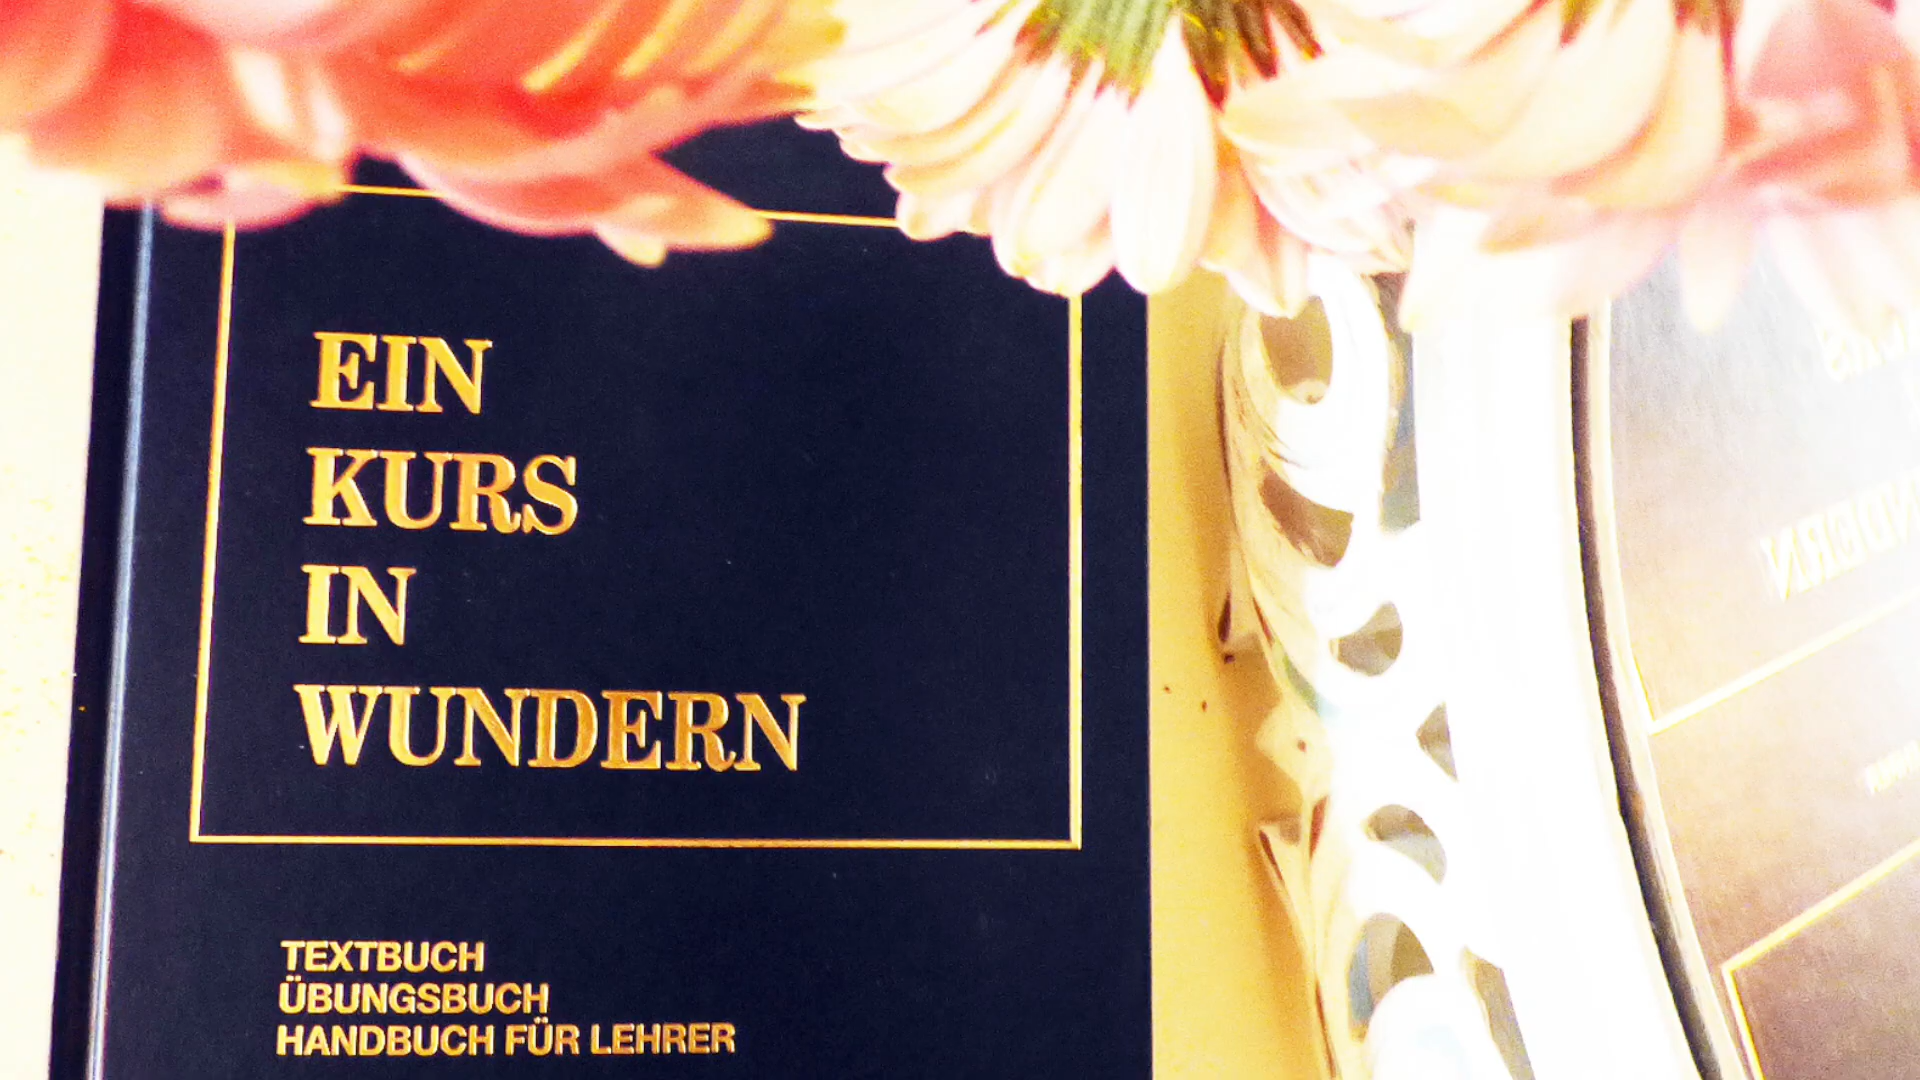 EIN
KURS
IN
WUNDERN
TEXTBUCH
ÜBUNGSBUCH
HANDBUCH FÜR LEHRER